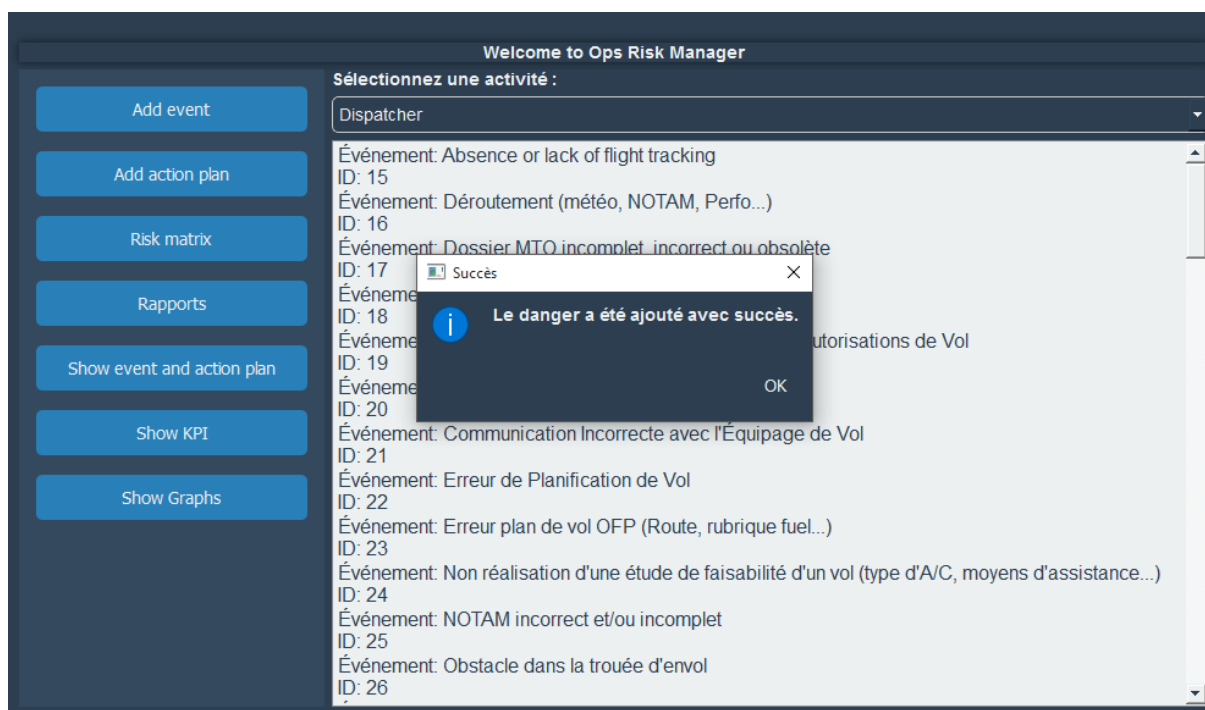 Welcome to Ops Risk Manager
Add event
Add action plan
Risk matrix
Rapports
Show event and action plan
Show KPI
Show Graphs
Sélectionnez une activité :
Dispatcher
Événement: Absence or lack of flight tracking
ID: 15
Événement: Déroutement (météo, NOTAM, Perfo...)
ID: 16
Événement: Dossier MTO incomplet, incorrect ou obsolète
ID: 17
ID: 18
Vol
ID: 19
ID: 20
Événement: Communication Incorrecte avec l'Équipage de Vol
ID: 21
Événement: Erreur de Planification de Vol
ID: 22
Événement: Erreur plan de vol OFP (Route, rubrique fuel...)
ID: 23
Événement: Non réalisation d'une étude de faisabilité d'un vol (type d'A/C, moyens d'assistance...)
ID: 24
Événement: NOTAM incorrect et/ou incomplet
ID: 25
Événement: Obstacle dans la trouée d'envol
ID: 26
Succès
Le danger a été ajouté avec succès.
OK